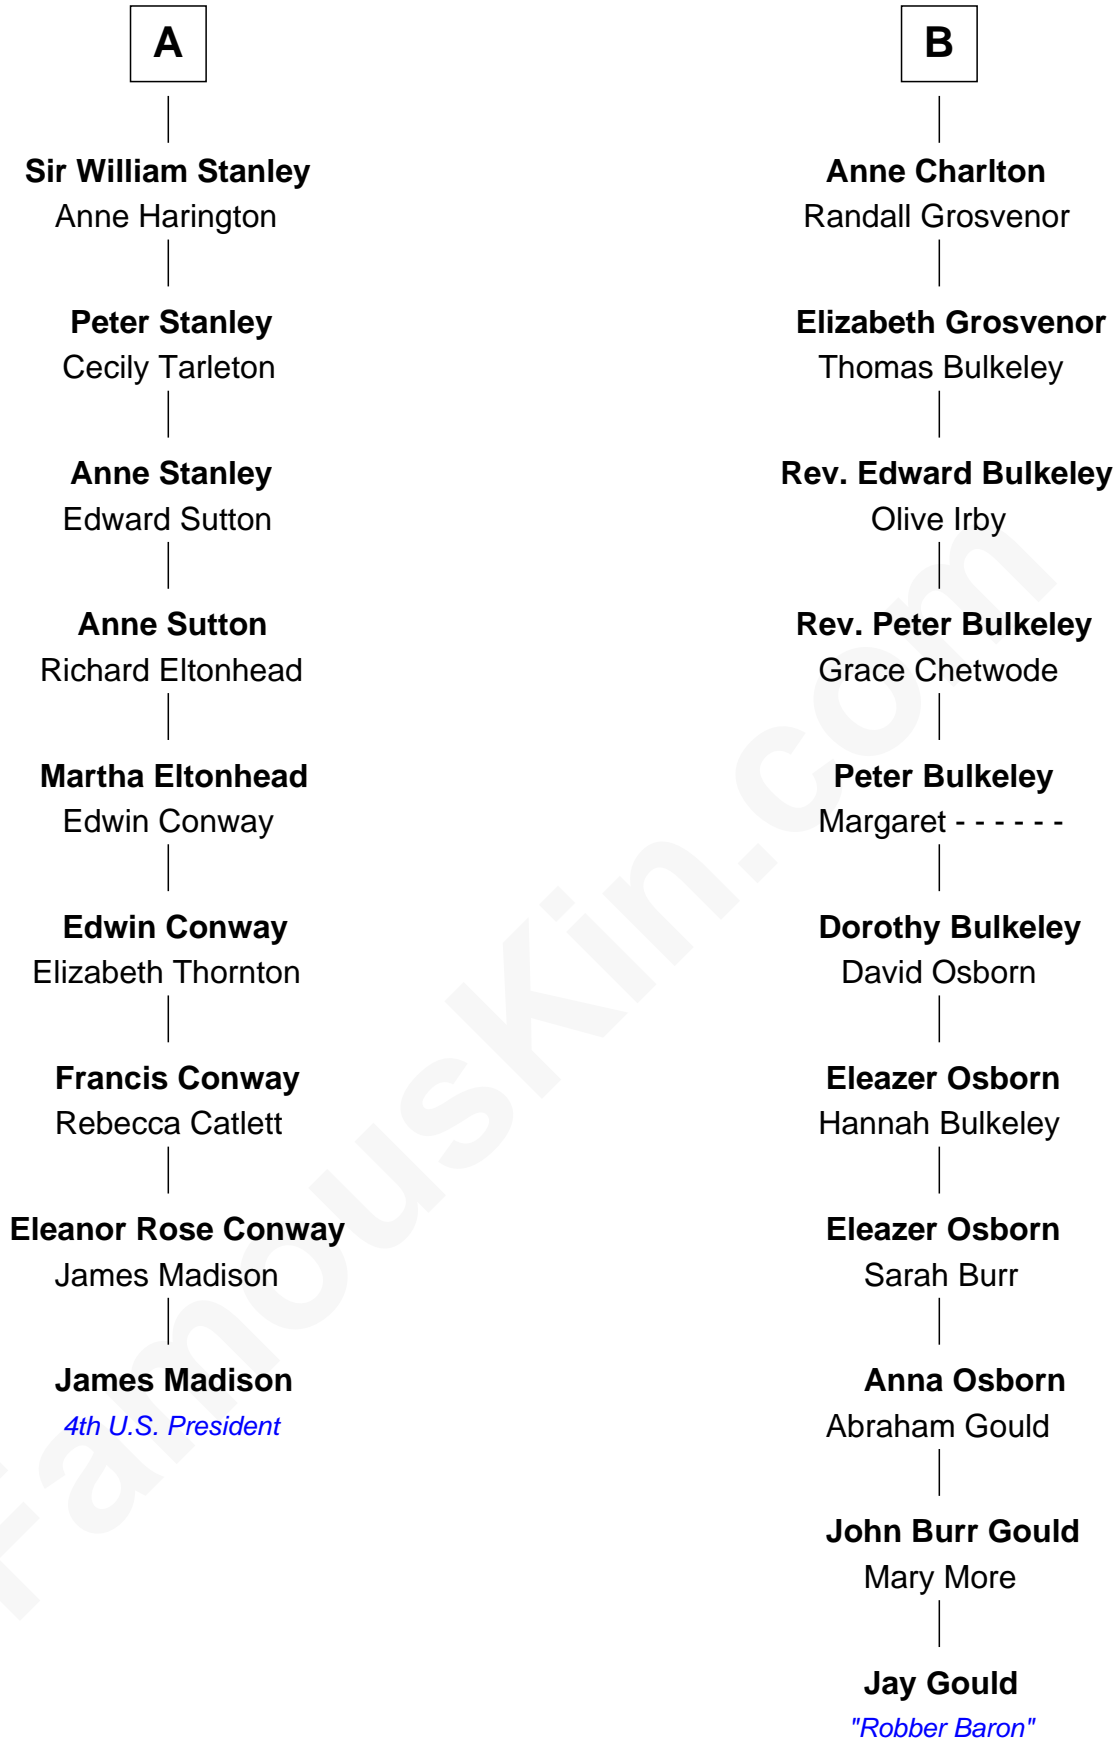 A
Sir William Stanley
Anne Harington
Peter Stanley
Cecily Tarleton
Anne Stanley
Edward Sutton
Anne Sutton
Richard Eltonhead
Martha Eltonhead
Edwin Conway
Edwin Conway
Elizabeth Thornton
Francis Conway
Rebecca Catlett
Eleanor Rose Conway
James Madison
James Madison
4th U.S. President
B
Anne Charlton
Randall Grosvenor
Elizabeth Grosvenor
Thomas Bulkeley
Rev. Edward Bulkeley
Olive Irby
Rev. Peter Bulkeley
Grace Chetwode
Peter Bulkeley
Margaret - - - - - -
Dorothy Bulkeley
David Osborn
Eleazer Osborn
Hannah Bulkeley
Eleazer Osborn
Sarah Burr
Anna Osborn
Abraham Gould
John Burr Gould
Mary More
Jay Gould
"Robber Baron"
FamousKin.com